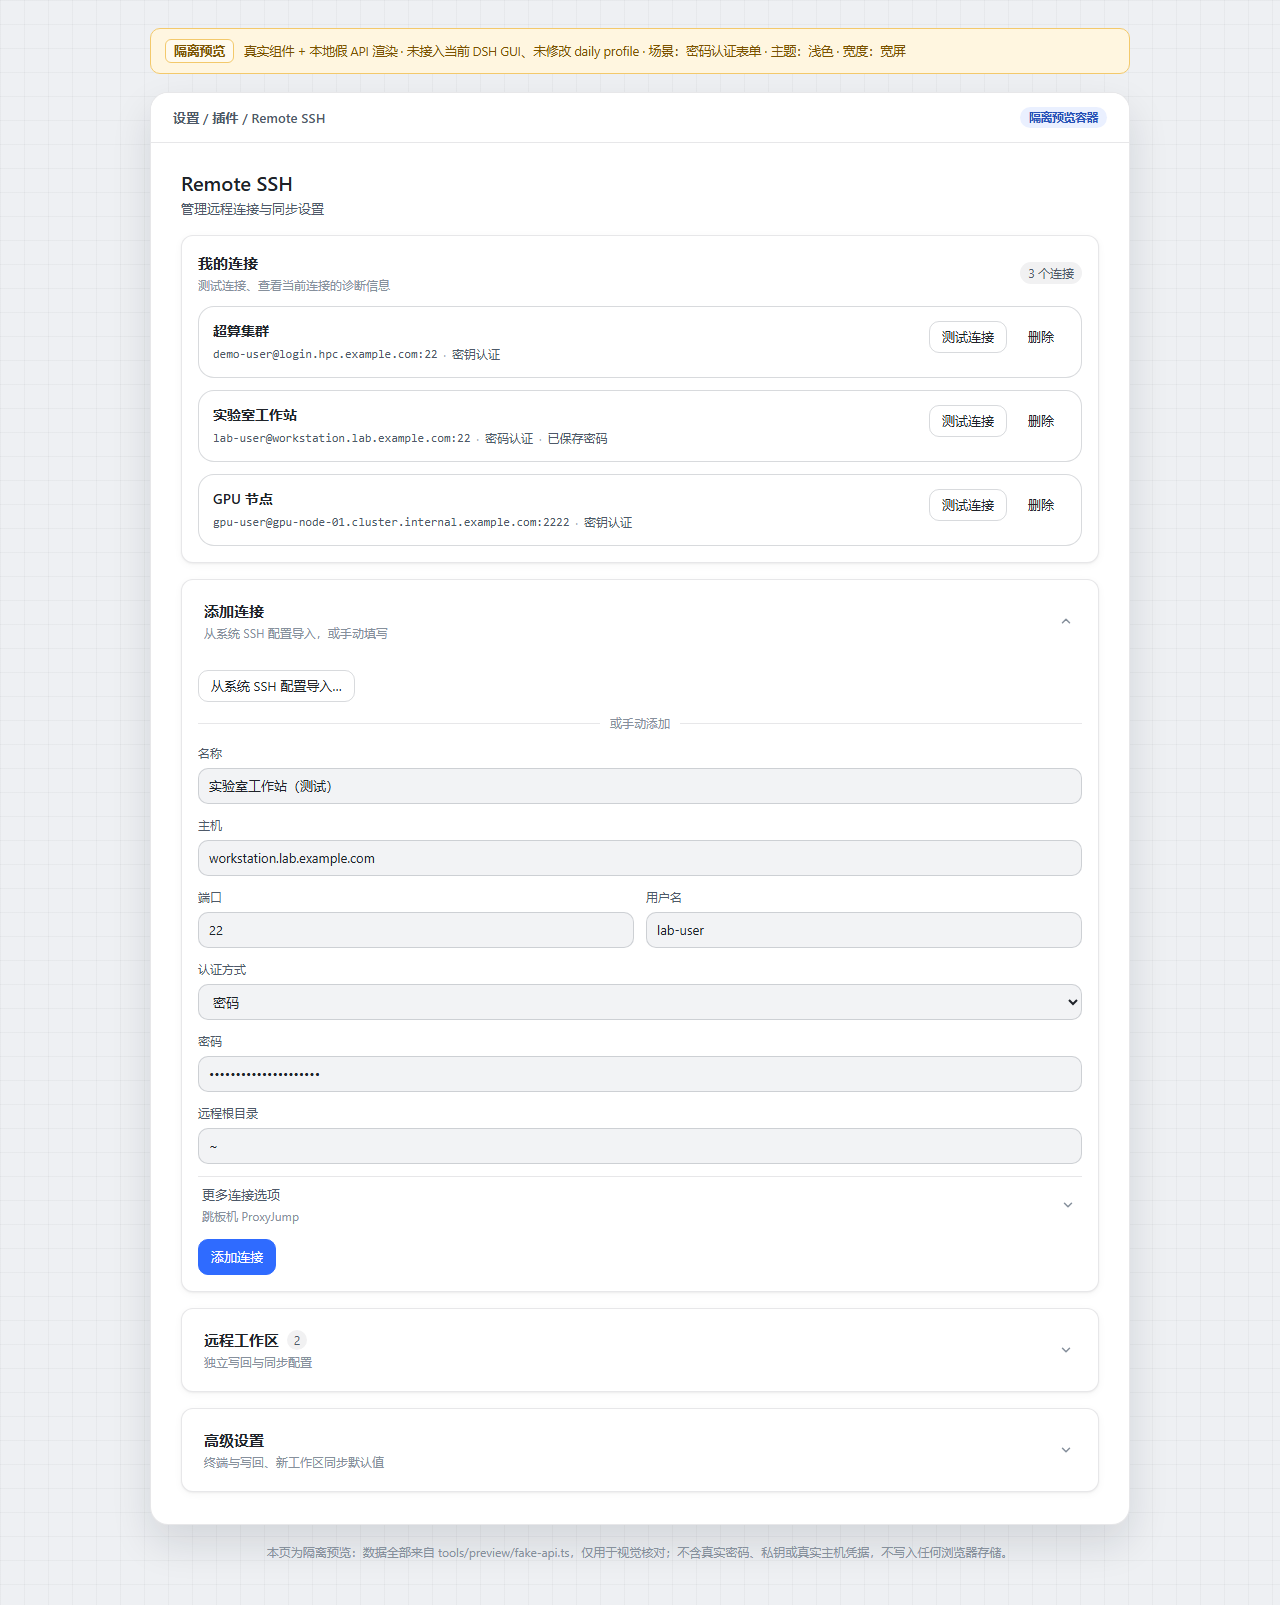 隔离预览 真实组件 + 本地假 API 渲染 · 未接入当前 DSH GUI、未修改 daily profile · 场景：密码认证表单 · 主题：浅色 · 宽度：宽屏
设置 / 插件 / Remote SSH
隔离预览容器
Remote SSH
管理远程连接与同步设置
我的连接
测试连接、查看当前连接的诊断信息
3 个连接
超算集群
demo-user@login.hpc.example.com:22 · 密钥认证
测试连接 删除
实验室工作站
lab-user@workstation.lab.example.com:22 · 密码认证 · 已保存密码
测试连接 删除
GPU 节点
gpu-user@gpu-node-01.cluster.internal.example.com:2222 · 密钥认证
测试连接 删除
添加连接
从系统 SSH 配置导入，或手动填写
从系统 SSH 配置导入...
或手动添加
名称
实验室工作站（测试）
主机
workstation.lab.example.com
端口 用户名
22 lab-user
认证方式
密码
密码
•••••••••••••••••••••
远程根目录
~
更多连接选项
跳板机 ProxyJump
添加连接
远程工作区 2
独立写回与同步配置
高级设置
终端与写回、新工作区同步默认值
本页为隔离预览：数据全部来自 tools/preview/fake-api.ts，仅用于视觉核对；不含真实密码、私钥或真实主机凭据，不写入任何浏览器存储。